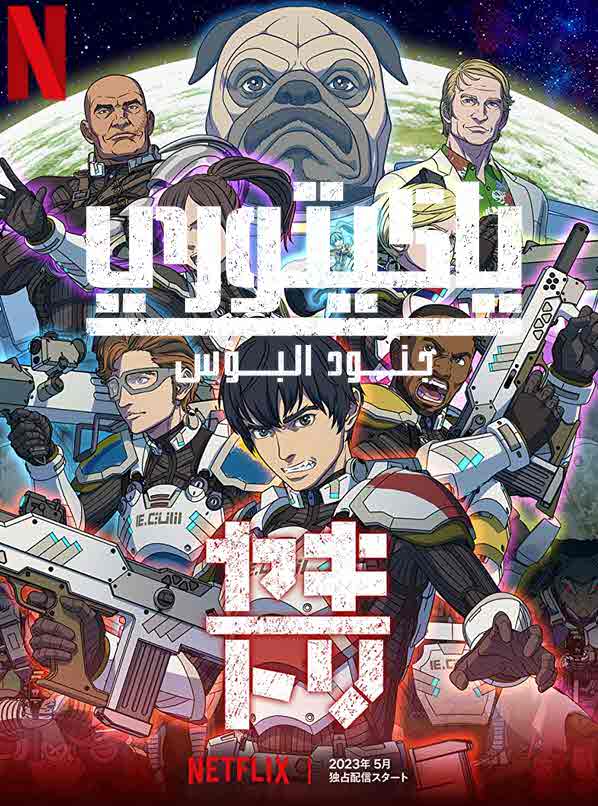 N
ياكيتوري
جنود البوس
ヤキ
トリ
NETFLIX
2023年 5月
独占配信スタート